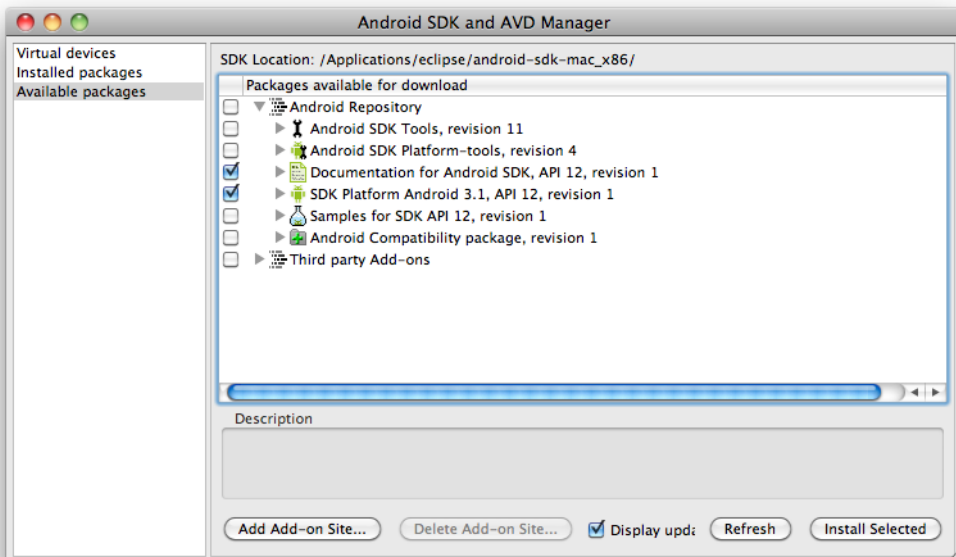 Android SDK and AVD Manager
Virtual devices
Installed packages
Available packages
SDK Location: /Applications/eclipse/android-sdk-mac_x86/
Packages available for download
Android Repository
Android SDK Tools, revision 11
Android SDK Platform-tools, revision 4
Documentation for Android SDK, API 12, revision 1
SDK Platform Android 3.1, API 12, revision 1
Samples for SDK API 12, revision 1
Android Compatibility package, revision 1
Third party Add-ons
Description
Add Add-on Site... Delete Add-on Site... Display upda Refresh Install Selected